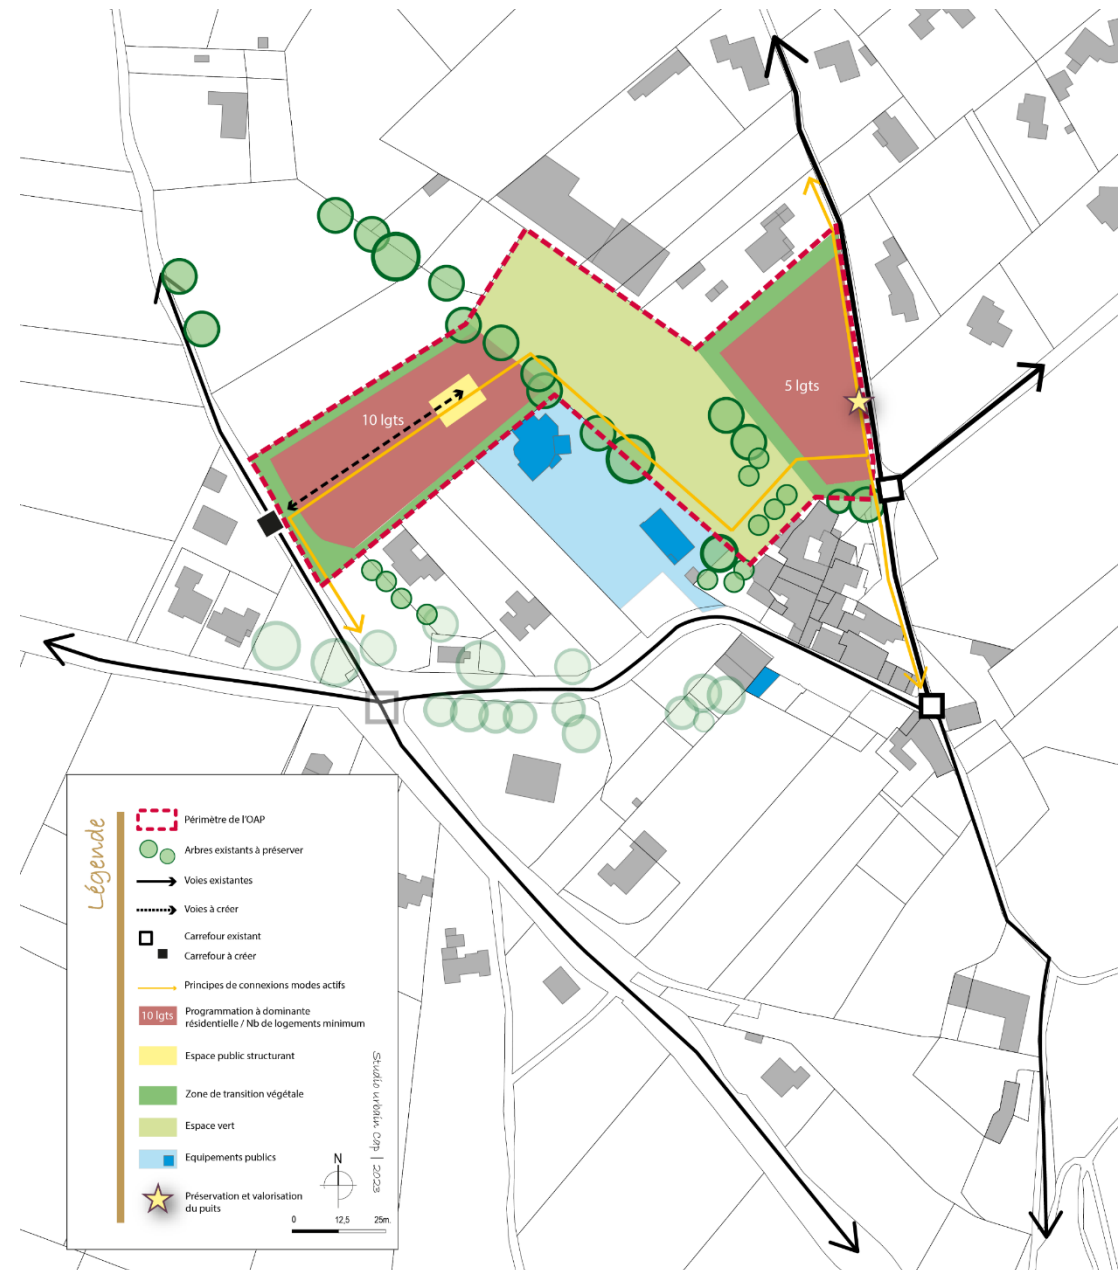 10 lgts
5 lgts
Légende
Périmètre de l'OAP
Arbres existants à préserver
Voies existantes
Voies à créer
Carrefour existant
Carrefour à créer
Principes de connexions modes actifs
10 lgts
Programmation à dominante
résidentielle / Nb de logements minimum
Espace public structurant
Zone de transition végétale
Espace vert
Equipements publics
Préservation et valorisation
du puits
Studio urbain Cap | 2023
N
0 12,5 25m.